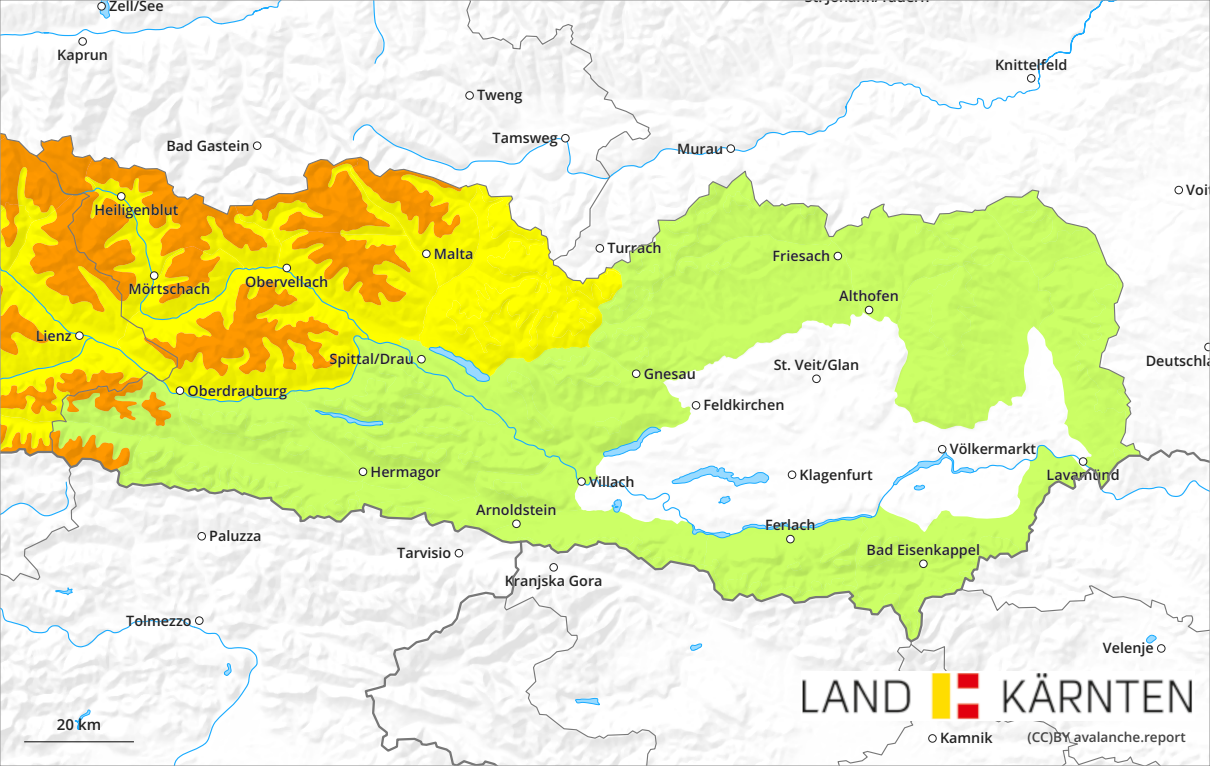 Zell/See
Kaprun
Knittelfeld
Tweng
Tamsweg
Bad Gastein
Murau
Heiligenblut
Turrach
Malta
Friesach
Mörtschach
Obervellach
Althofen
Lienz
Spittal/Drau
St. Veit/Glan
Gnesau
Oberdrauburg
Feldkirchen
Völkermarkt
Hermagor
Klagenfurt
Lavamünd
Villach
Arnoldstein
Ferlach
Paluzza
Tarvisio
Bad Eisenkappel
Kranjska Gora
Tolmezzo
Velenje
LAND KÄRNTEN
20 km
Kamnik
(CC)BY avalanche.report